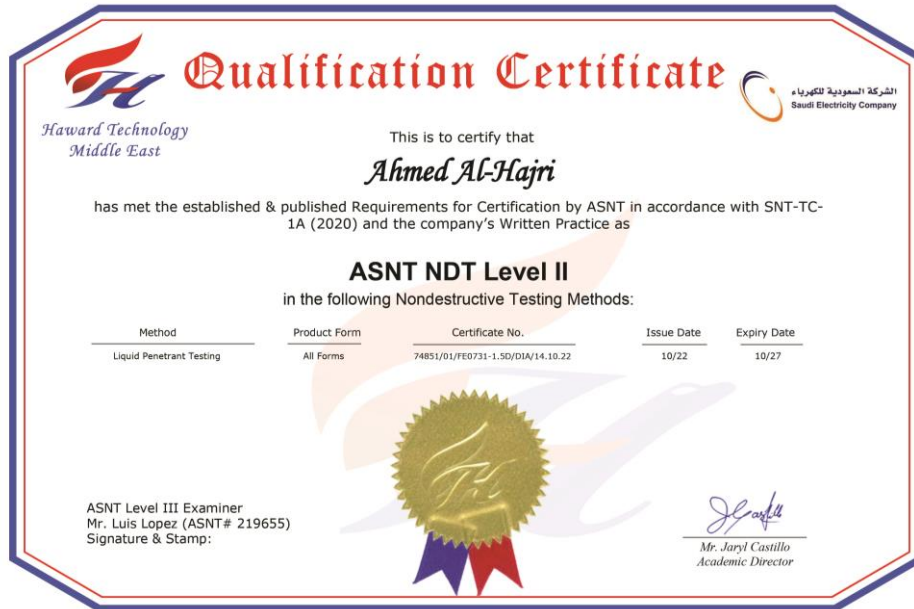 Qualification Certificate
Haward Technology
Middle East
الشركة السعودية للكهرباء
Saudi Electricity Company
This is to certify that
Ahmed Al-Hajri
has met the established & published Requirements for Certification by ASNT in accordance with SNT-TC-
1A (2020) and the company's Written Practice as
ASNT NDT Level II
in the following Nondestructive Testing Methods:
Method Product Form Certificate No. Issue Date Expiry Date
Liquid Penetrant Testing All Forms 74851/01/FE0731-1.5D/DIA/14.10.22 10/22 10/27
ASNT Level III Examiner
Mr. Luis Lopez (ASNT# 219655)
Signature & Stamp:
Mr. Jaryl Castillo
Academic Director